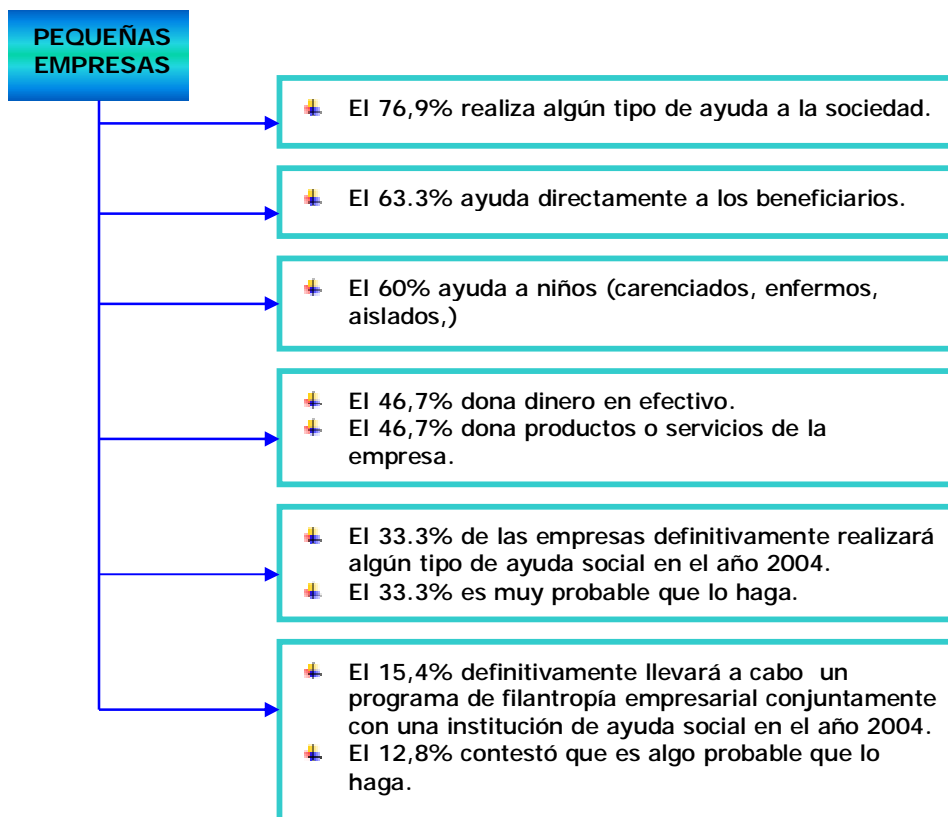 PEQUEÑAS
EMPRESAS
El 76,9% realiza algún tipo de ayuda a la sociedad.
El 63.3% ayuda directamente a los beneficiarios.
El 60% ayuda a niños (carenciados, enfermos,
aislados,)
El 46,7% dona dinero en efectivo.
El 46,7% dona productos o servicios de la
empresa.
El 33.3% de las empresas definitivamente realizará
algún tipo de ayuda social en el año 2004.
El 33.3% es muy probable que lo haga.
El 15,4% definitivamente llevará a cabo  un
programa de filantropía empresarial conjuntamente
con una institución de ayuda social en el año 2004.
El 12,8% contestó que es algo probable que lo
haga.